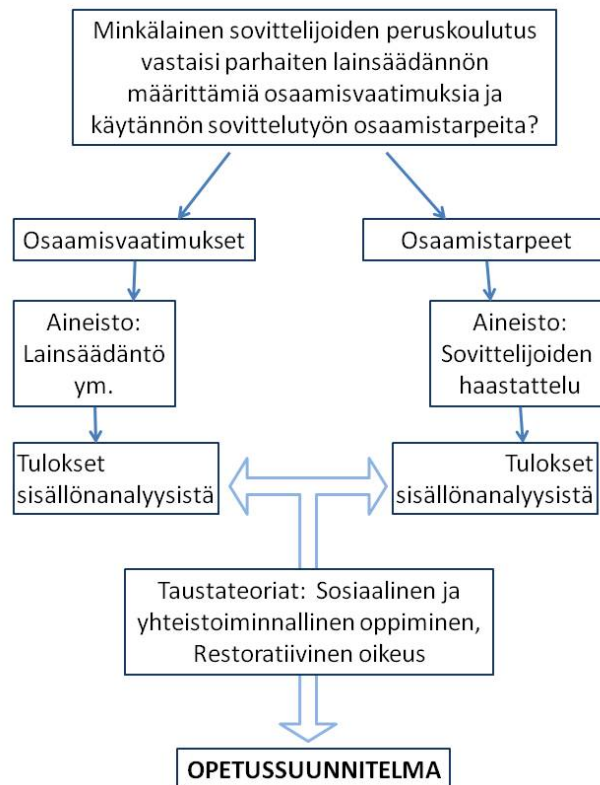 Minkälainen sovittelijoiden peruskoulutus
vastaisi parhaiten lainsäädännön
määrittämiä osaamisvaatimuksia ja
käytännön sovittelutyön osaamistarpeita?
Osaamisvaatimukset
Osaamistarpeet
Aineisto:
Lainsäädäntö
ym.
Aineisto:
Sovittelijoiden
haastattelu
Tulokset
sisällönanalyysistä
Tulokset
sisällönanalyysistä
Taustateoriat: Sosiaalinen ja
yhteistoiminnallinen oppiminen,
Restoratiivinen oikeus
OPETUSSUUNNITELMA